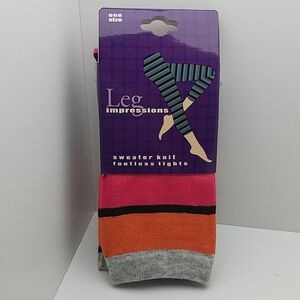 one
size
Leg
impressions
sweater knit
footless tights